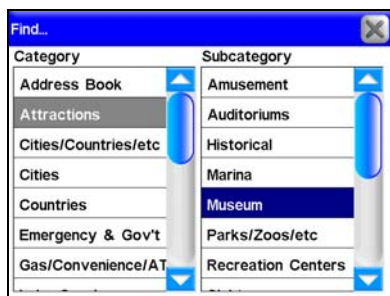 Find...
Category
Subcategory
Address Book
Attractions
Cities/Countries/etc
Cities
Countries
Emergency & Gov't
Gas/Convenience/AT
Amusement
Auditoriums
Historical
Marina
Museum
Parks/Zoos/etc
Recreation Centers